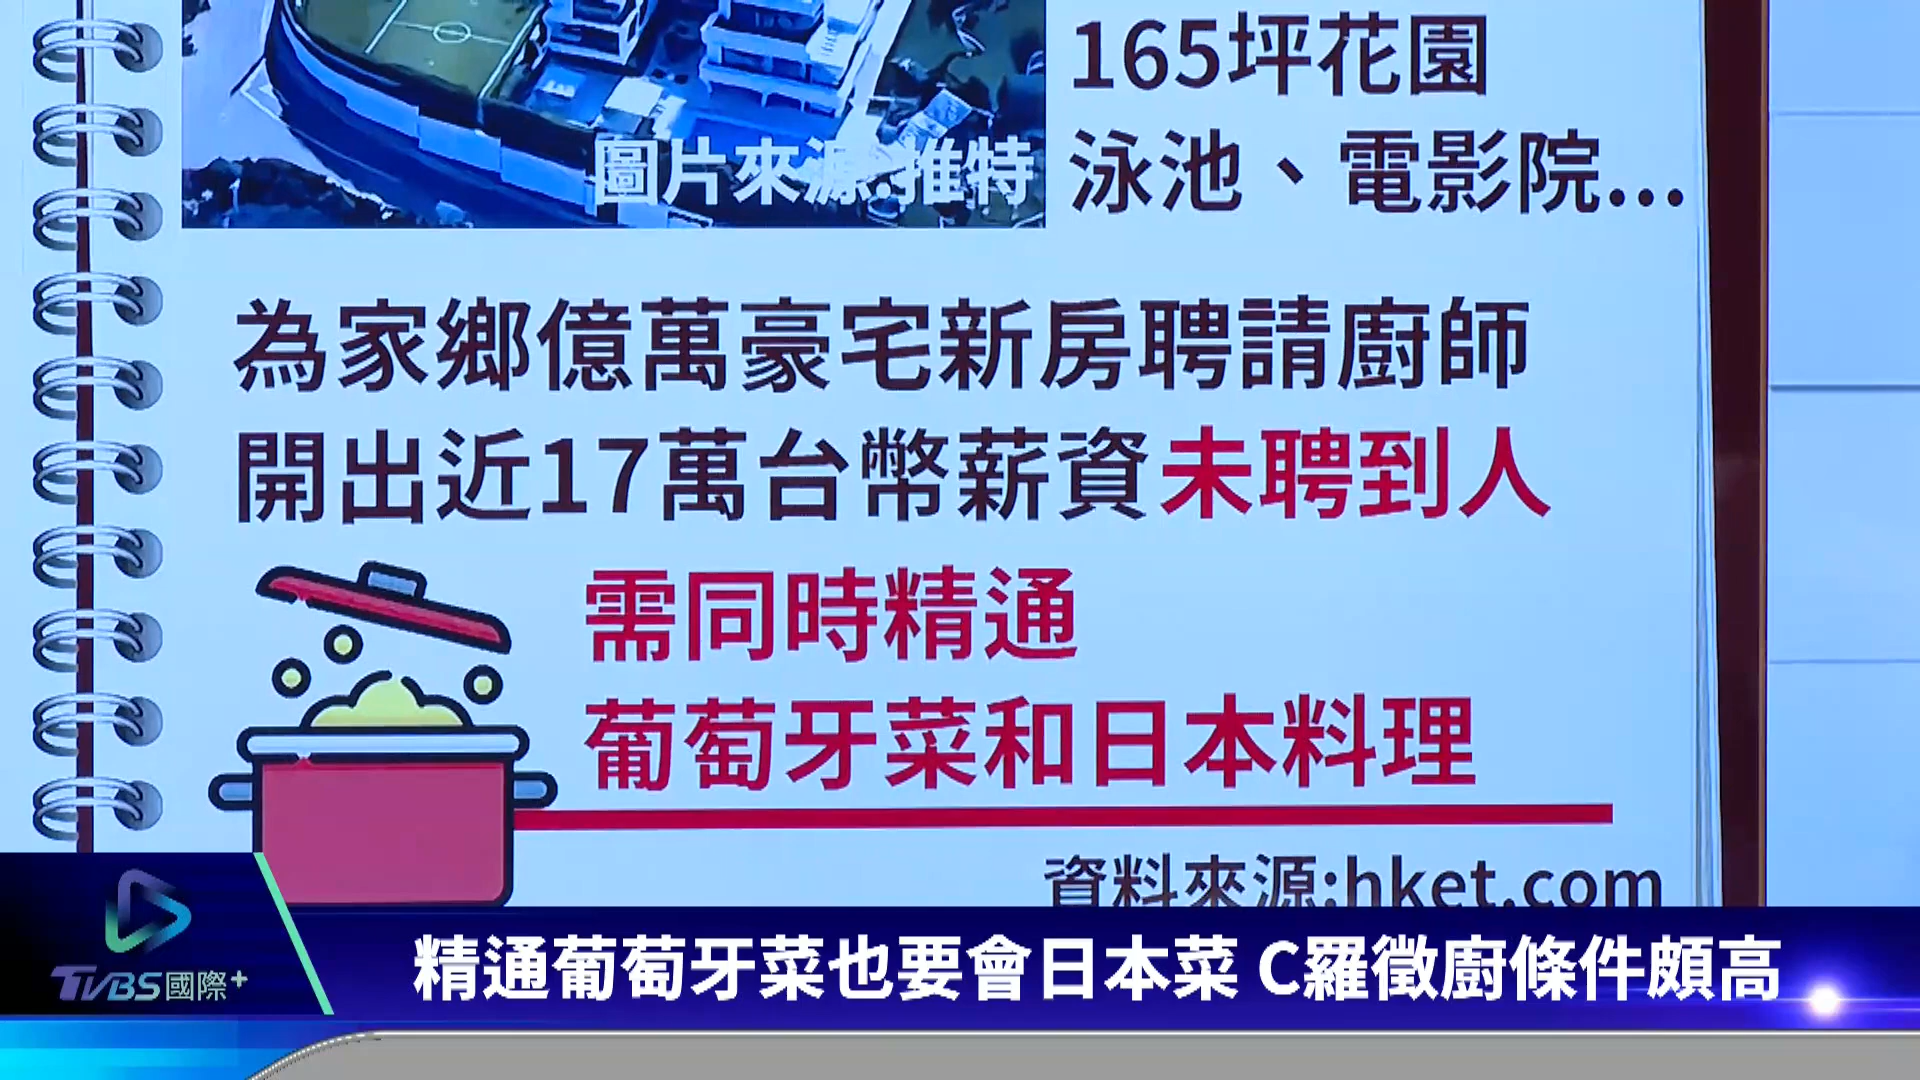 165坪花園
泳池、電影院...
圖片來源:推特
為家鄉億萬豪宅新房聘請廚師
開出近17萬台幣薪資未聘到人
需同時精通
葡萄牙菜和日本料理
資料來源:hket.com
TVBS國際+
精通葡萄牙菜也要會日本菜 C羅徵廚條件頗高